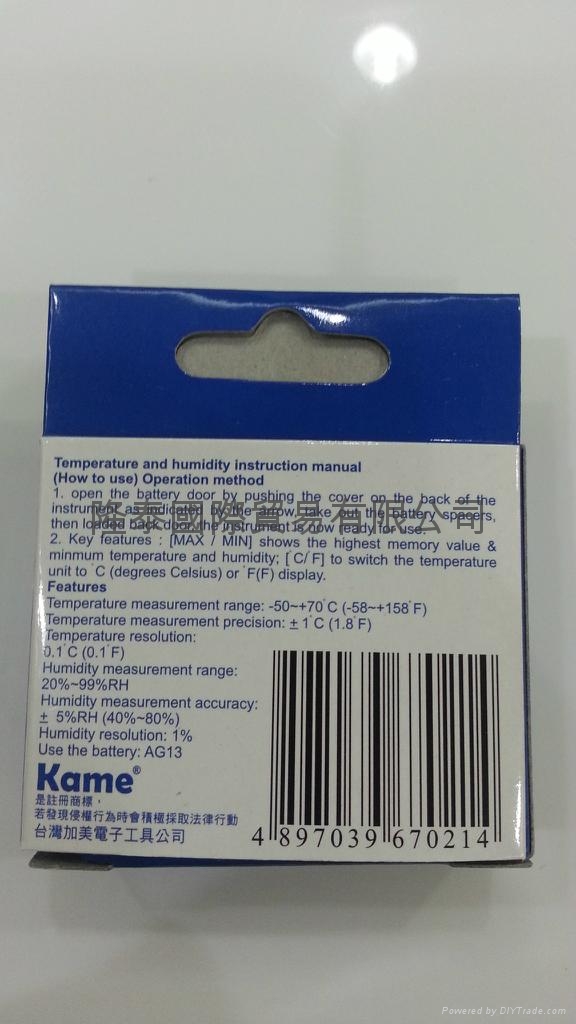 Temperature and humidity instruction manual
(How to use) Operation method
1. open the battery door by pushing the cover on the back of the
instrument as indicated by the arrow, take out the battery spacers,
then loaded back door, the instrument is now ready for use.
隆泰國際貿易有限公司
2. Key features : [MAX / MIN] shows the highest memory value &
minmum temperature and humidity; [°C/°F] to switch the temperature
unit to °C (degrees Celsius) or °F(F) display.
Features
Temperature measurement range: -50~+70°C (-58~+158°F)
Temperature measurement precision: ±1°C (1.8°F)
Temperature resolution:
0.1°C (0.1°F)
Humidity measurement range:
20%~99%RH
Humidity measurement accuracy:
± 5%RH (40%~80%)
Humidity resolution: 1%
Use the battery: AG13
Kame®
是註冊商標，
若發現侵權行為時會積極採取法律行動
台灣加美電子工具公司
4 897039 670214
Powered by DIYTrade.com